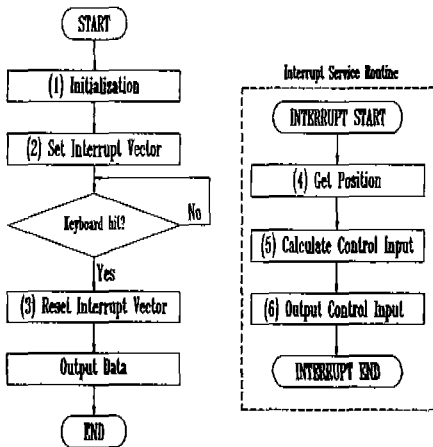 START
(1) Initialization
(2) Set Interrupt Vector
Keyboard hit?
No
Yes
(3) Reset Interrupt Vector
Output Data
END
Interrupt Service Routine
INTERRUPT START
(4) Get Position
(5) Calculate Control Input
(6) Output Control Input
INTERRUPT END